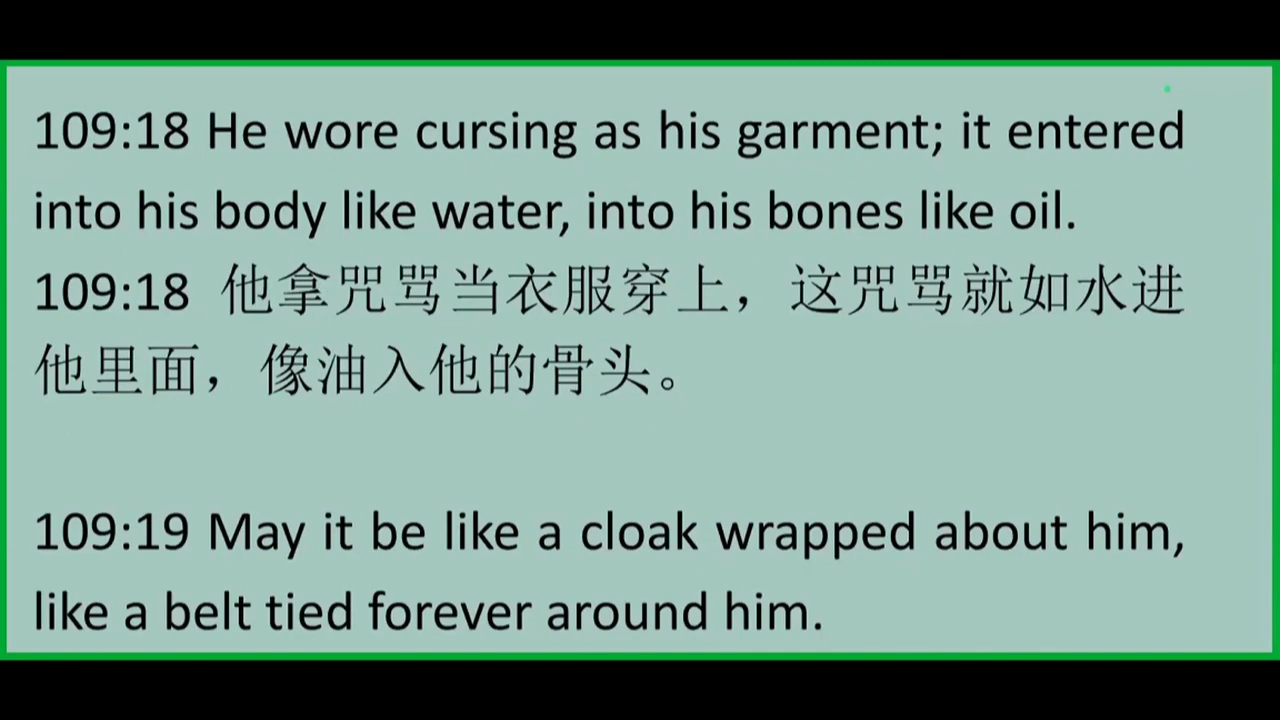 109:18 He wore cursing as his garment; it entered
into his body like water, into his bones like oil.
109:18 他拿咒骂当衣服穿上，这咒骂就如水进
他里面，像油入他的骨头。
109:19 May it be like a cloak wrapped about him,
like a belt tied forever around him.